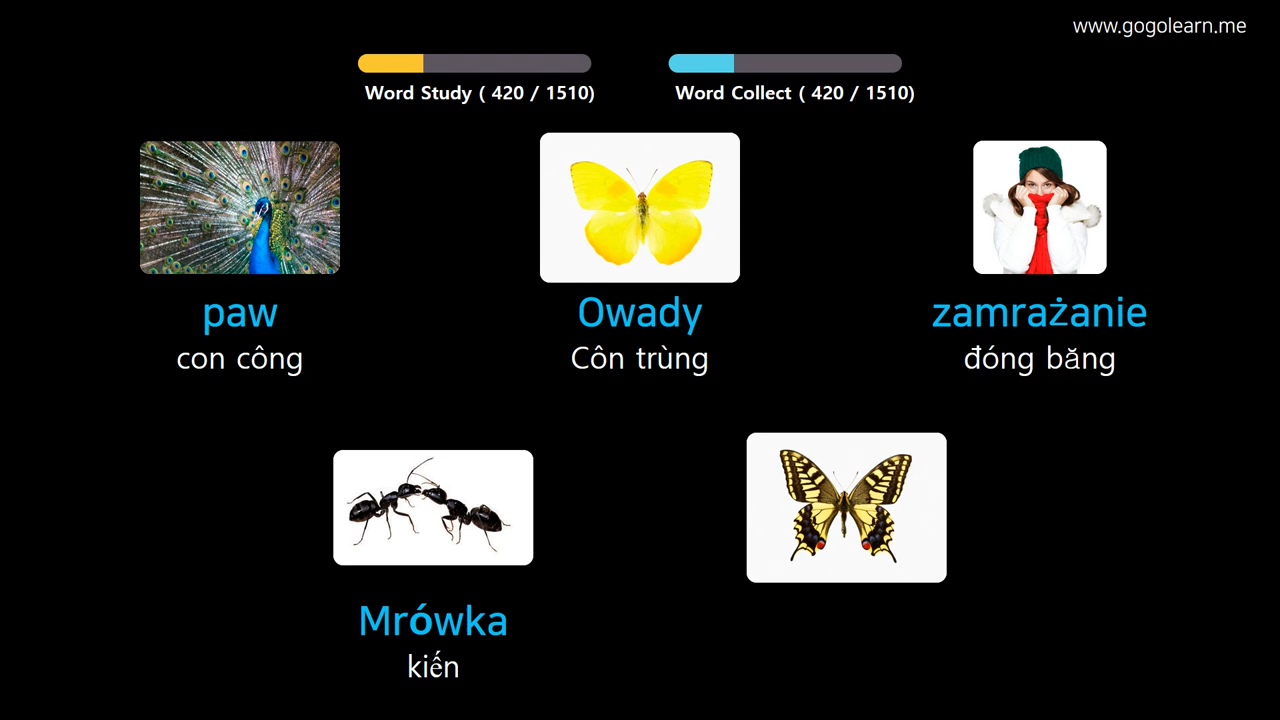 www.gogolearn.me
Word Study ( 420 / 1510)
Word Collect ( 420 / 1510)
paw
con công
Owady
Côn trùng
zamrażanie
đóng băng
Mrówka
kiến